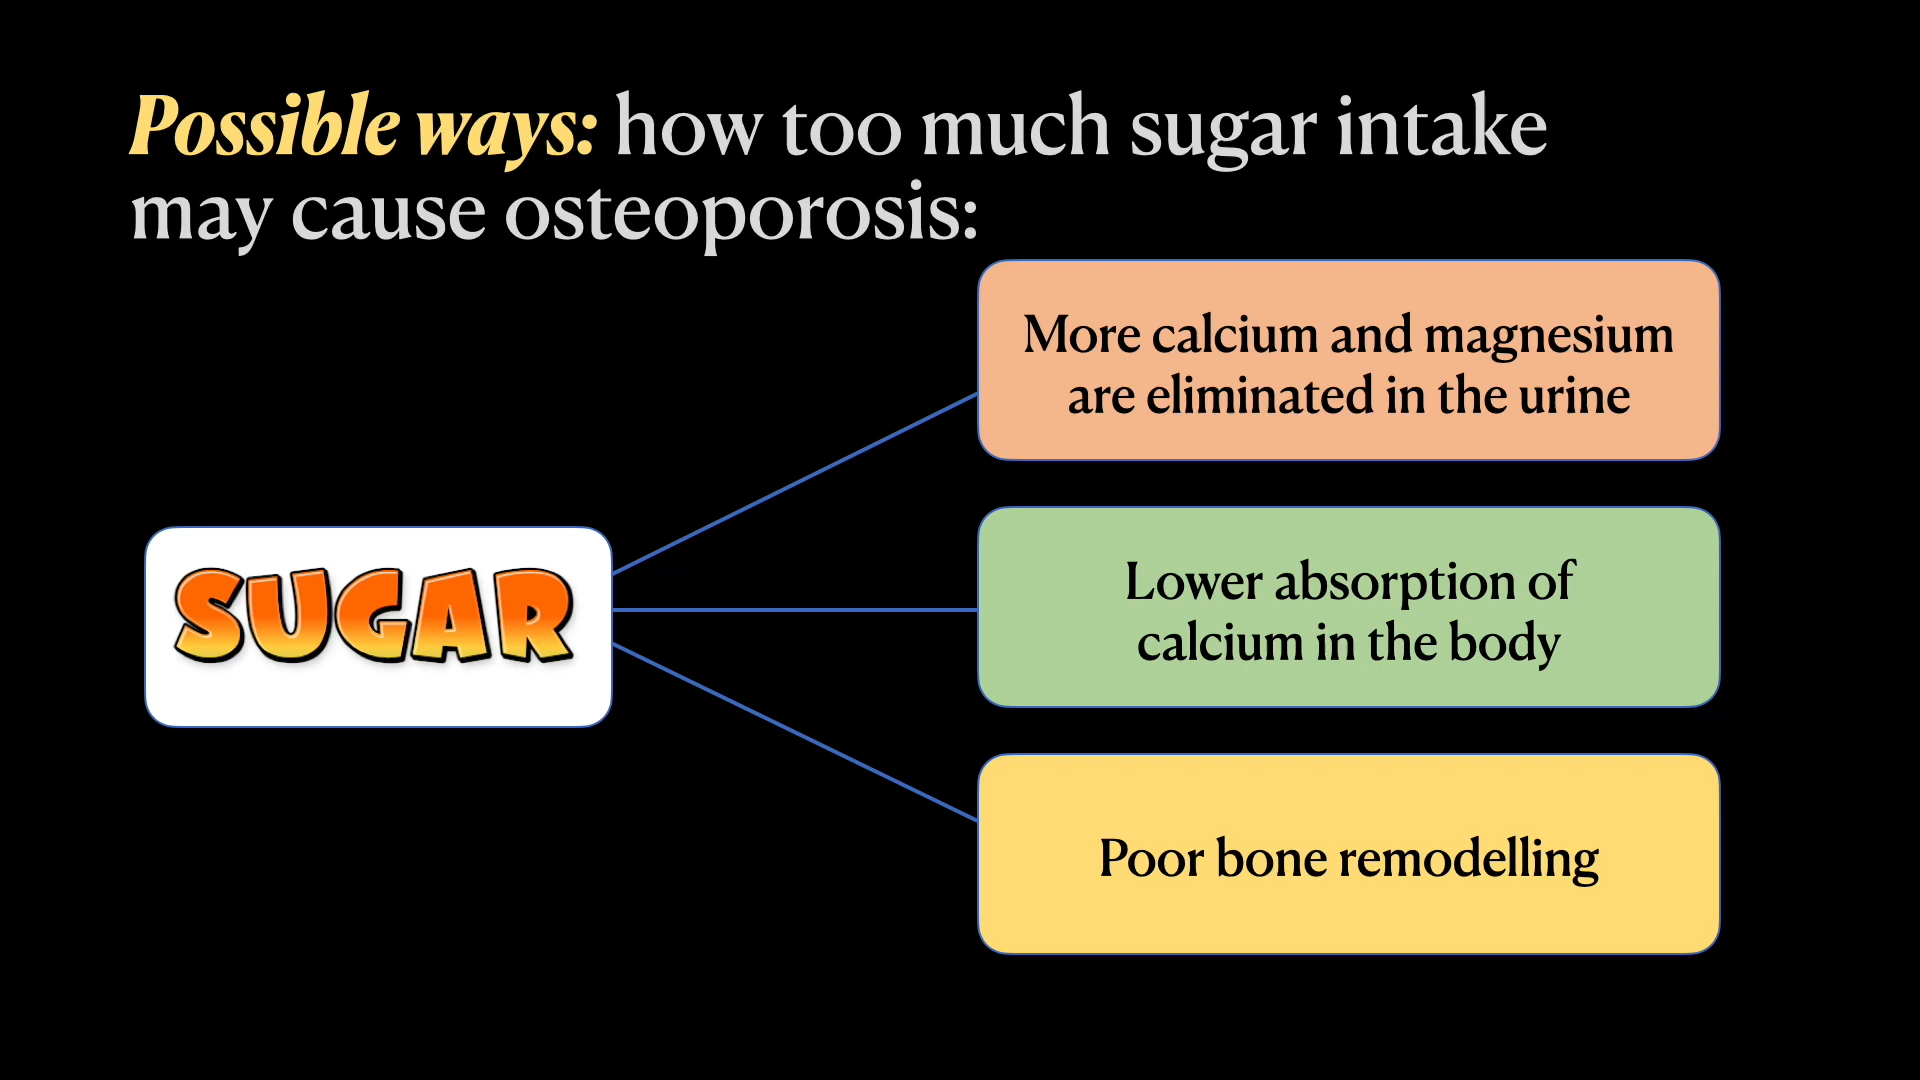 Possible ways: how too much sugar intake
may cause osteoporosis:
More calcium and magnesium
are eliminated in the urine
SUGAR
Lower absorption of
calcium in the body
Poor bone remodelling